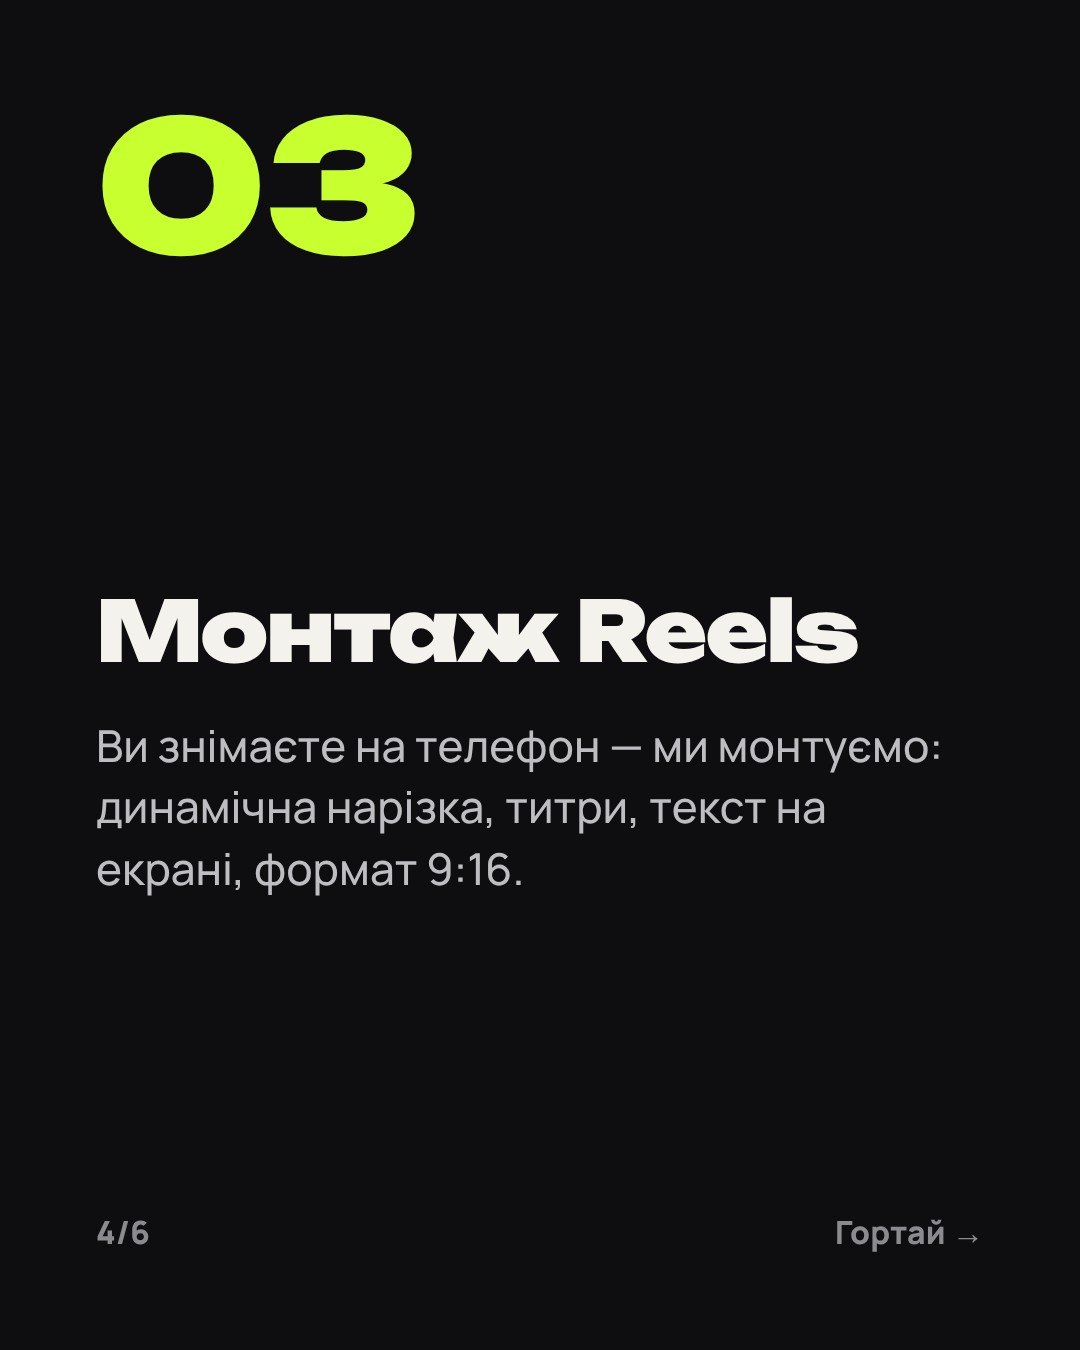 03
Монтаж Reels
Ви знімаєте на телефон — ми монтуємо:
динамічна нарізка, титри, текст на
екрані, формат 9:16.
4/6
Гортай →